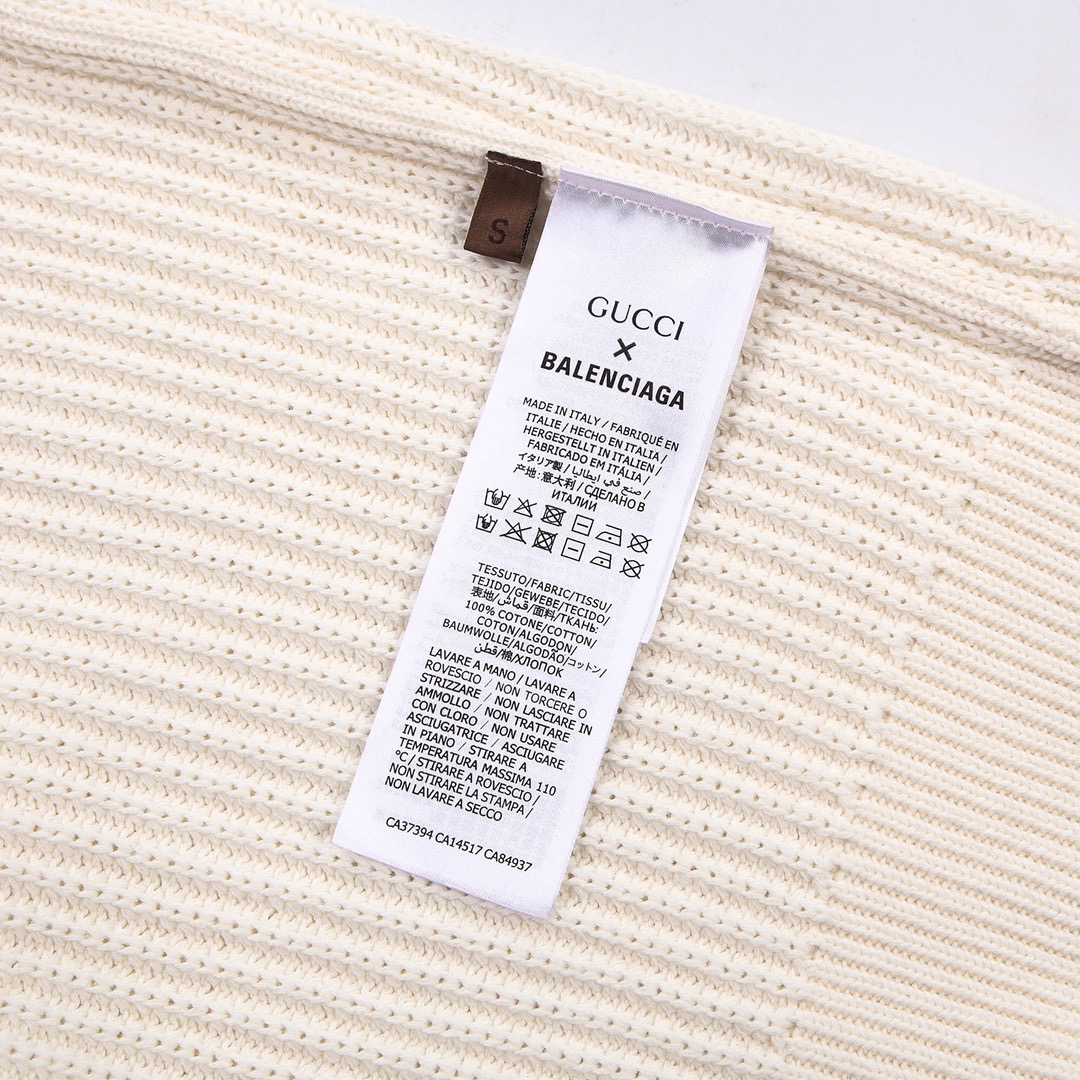 S
GUCCI
X
BALENCIAGA
MADE IN ITALY / FABRIQUÉ EN
ITALIE / HECHO EN ITALIA /
HERGESTELLT IN ITALIEN /
FABRICADO EM ITÁLIA /
イタリア製 / صنع في ايطاليا /
产地: 意大利 / СДЕЛАНО В
ИТАЛИИ
TESSUTO/FABRIC/TISSU/
TEJIDO/GEWEBE/TECIDO/
表地/قماش/面料/ТКАНЬ:
100% COTONE/COTTON/
COTON/ALGODON/
BAUMWOLLE/ALGODÃO/コットン/
قطن/棉/ХЛОПОК
LAVARE A MANO / LAVARE A
ROVESCIO / NON TORCERE O
STRIZZARE / NON LASCIARE IN
AMMOLLO / NON TRATTARE
CON CLORO / NON USARE
ASCIUGATRICE / ASCIUGARE
IN PIANO / STIRARE A
TEMPERATURA MASSIMA 110
°C / STIRARE A ROVESCIO /
NON STIRARE LA STAMPA /
NON LAVARE A SECCO
CA37394 CA14517 CA84937